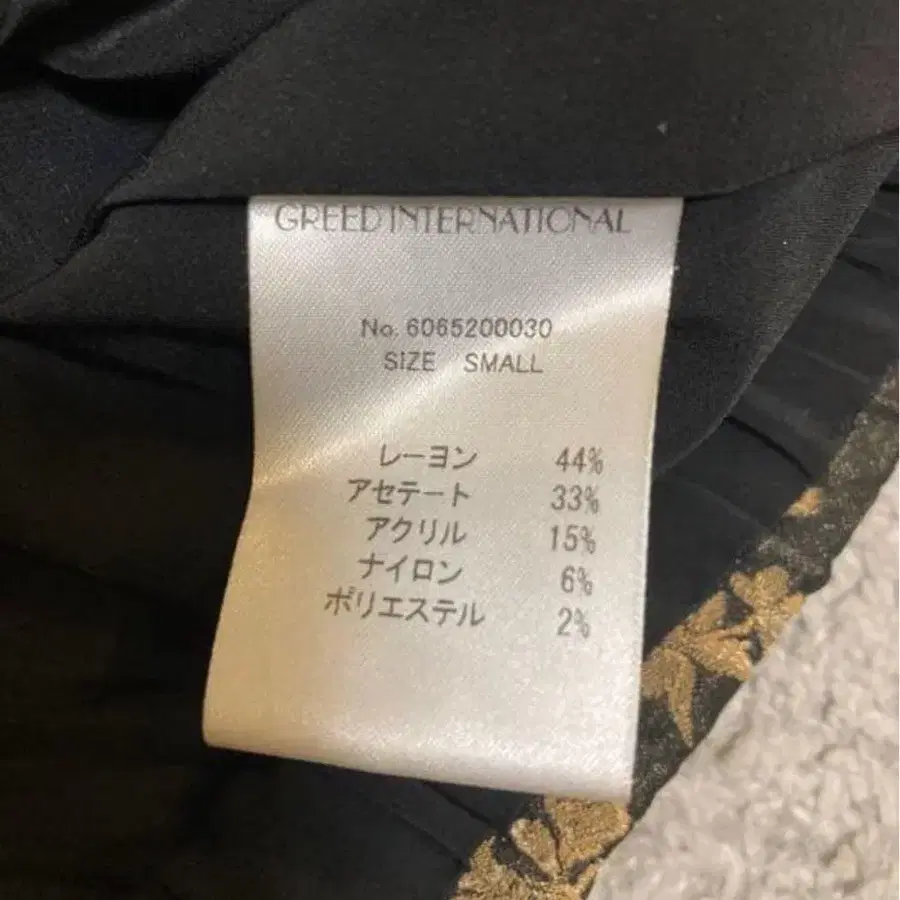 GREED INTERNATIONAL
No. 6065200030
SIZE SMALL
レーヨン 44%
アセテート 33%
アクリル 15%
ナイロン 6%
ポリエステル 2%